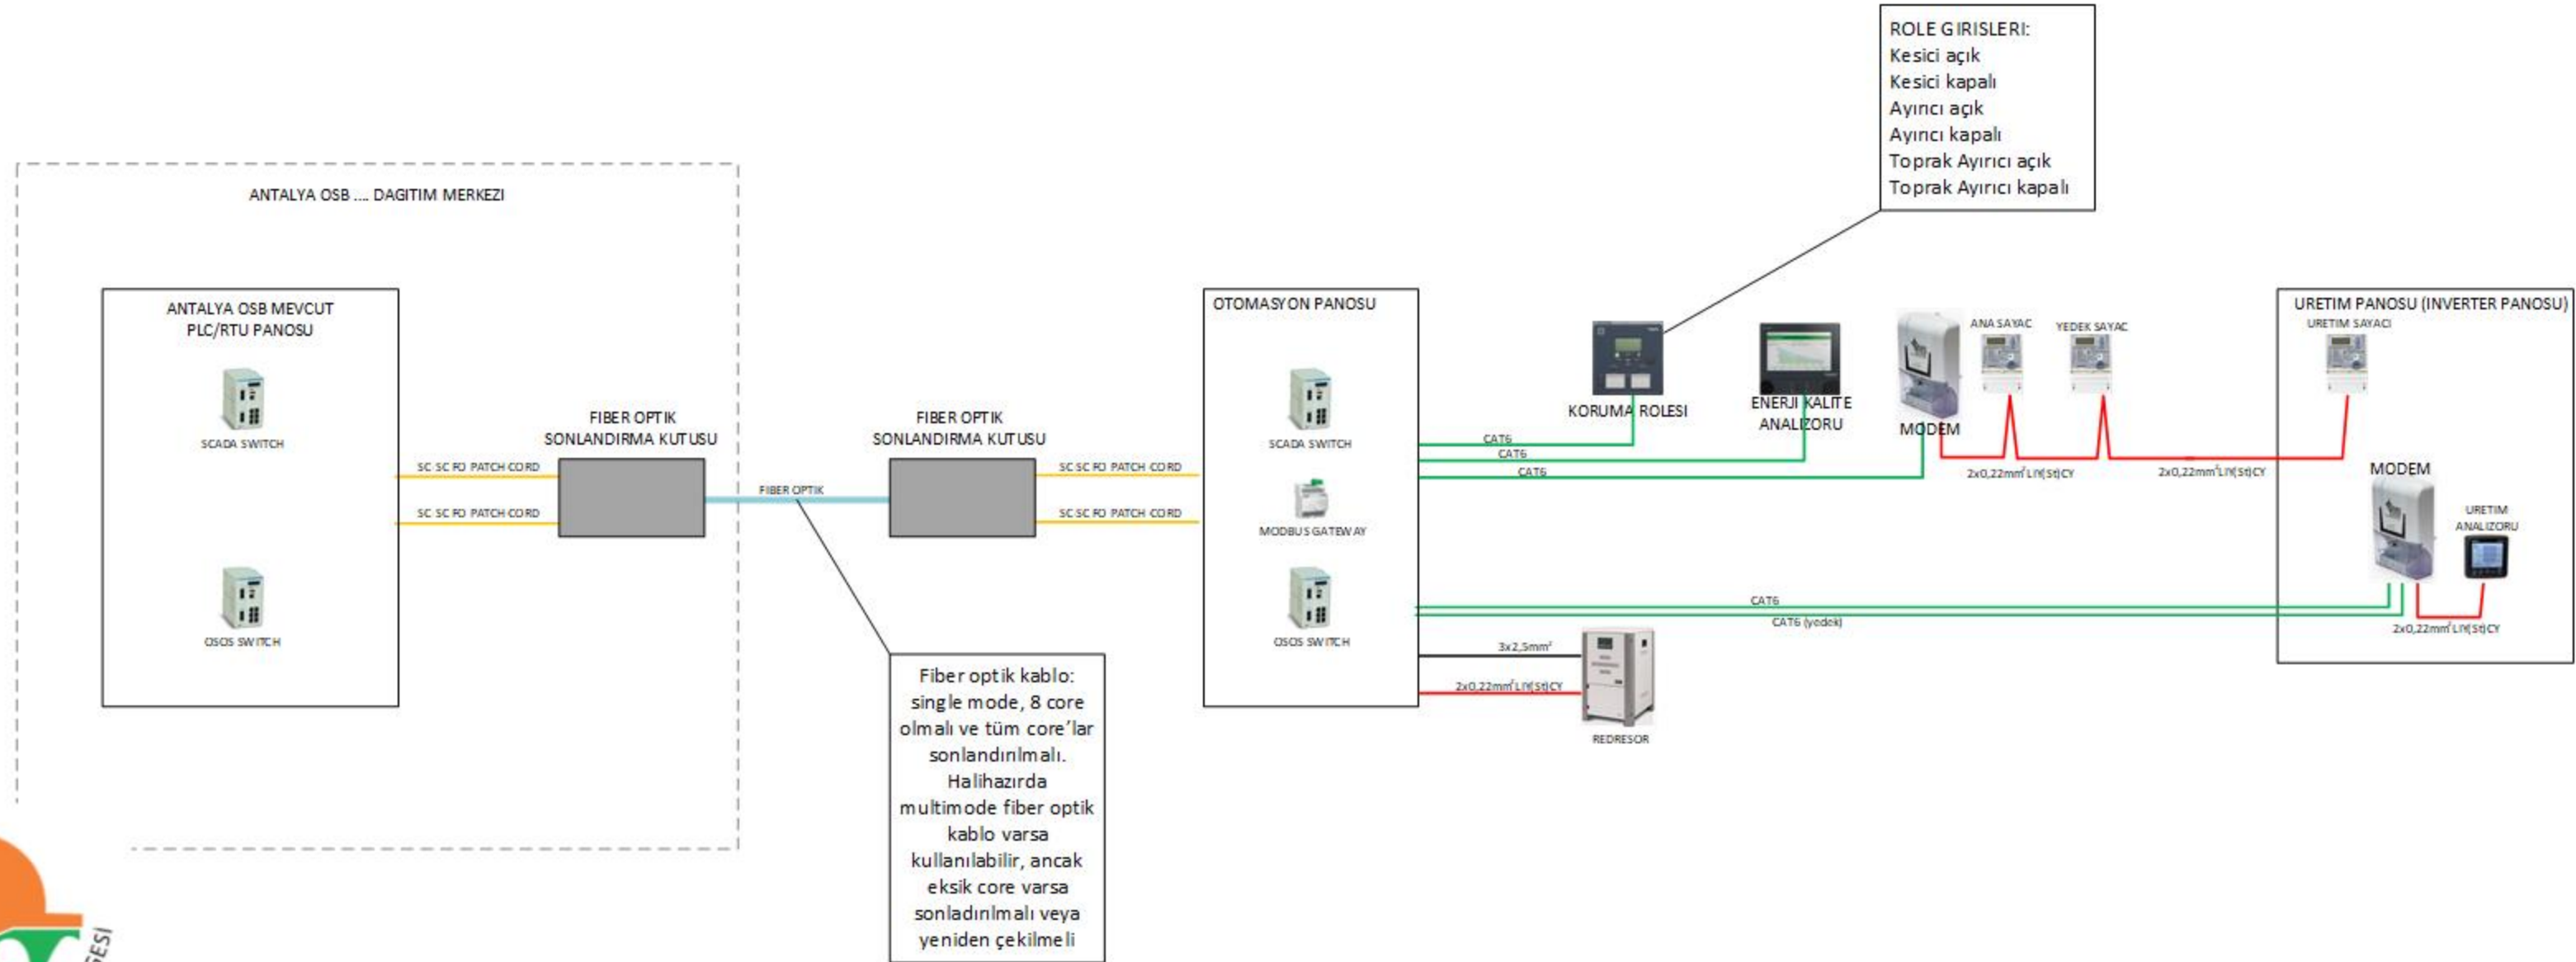 ROLE GIRISLERI:
Kesici açık
Kesici kapalı
Ayırıcı açık
Ayırıcı kapalı
Toprak Ayırıcı açık
Toprak Ayırıcı kapalı
ANTALYA OSB .... DAGITIM MERKEZI
ANTALYA OSB MEVCUT
PLC/RTU PANOSU
SCADA SWITCH
OSOS SWITCH
SC SC FO PATCH CORD
SC SC FO PATCH CORD
FIBER OPTIK
SONLANDIRMA KUTUSU
FIBER OPTIK
FIBER OPTIK
SONLANDIRMA KUTUSU
SC SC FO PATCH CORD
SC SC FO PATCH CORD
Fiber optik kablo:
single mode, 8 core
olmalı ve tüm core’lar
sonlandırılmalı.
Halihazırda
multimode fiber optik
kablo varsa
kullanılabilir, ancak
eksik core varsa
sonladırılmalı veya
yeniden çekilmeli
OTOMASYON PANOSU
SCADA SWITCH
MODBUS GATEWAY
OSOS SWITCH
CAT6
CAT6
CAT6
KORUMA ROLESI
ENERJI KALITE
ANALIZORU
MODEM
ANA SAYAC
YEDEK SAYAC
2x0,22mm² LIY(St)CY
2x0,22mm² LIY(St)CY
CAT6
CAT6 (yedek)
3x2,5mm²
2x0,22mm² LIY(St)CY
REDRESOR
URETIM PANOSU (INVERTER PANOSU)
URETIM SAYACI
MODEM
URETIM
ANALIZORU
2x0,22mm² LIY(St)CY
ESİ